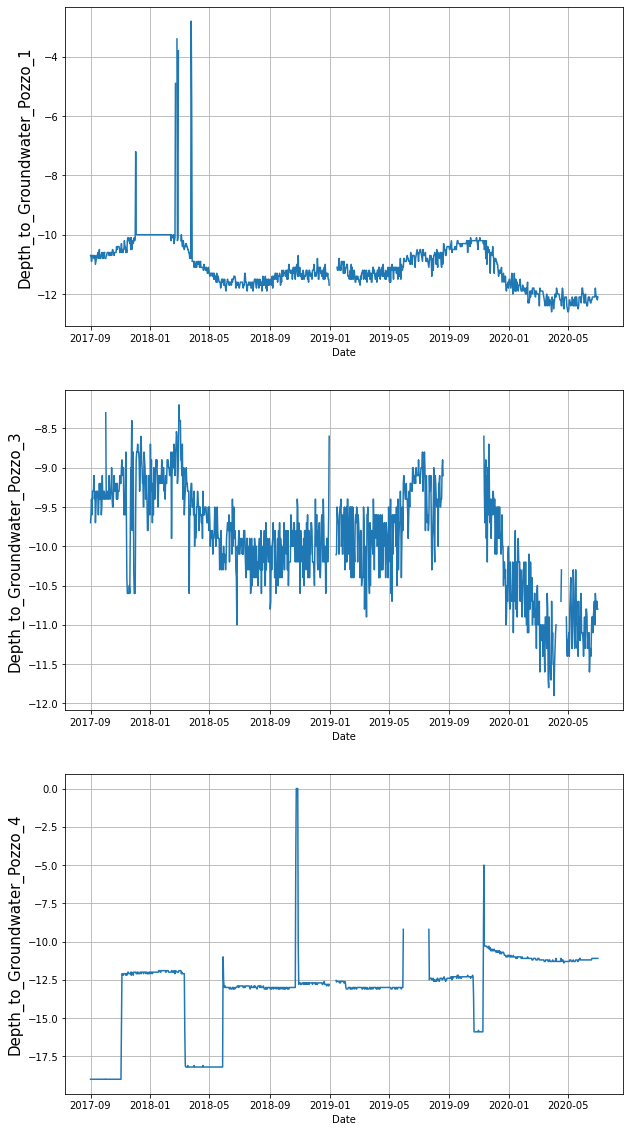 Depth_to_Groundwater_Pozzo_1
−4
−6
−8
−10
−12
2017-09 2018-01 2018-05 2018-09 2019-01 2019-05 2019-09 2020-01 2020-05
Date
Depth_to_Groundwater_Pozzo_3
−8.5
−9.0
−9.5
−10.0
−10.5
−11.0
−11.5
−12.0
2017-09 2018-01 2018-05 2018-09 2019-01 2019-05 2019-09 2020-01 2020-05
Date
Depth_to_Groundwater_Pozzo_4
0.0
−2.5
−5.0
−7.5
−10.0
−12.5
−15.0
−17.5
2017-09 2018-01 2018-05 2018-09 2019-01 2019-05 2019-09 2020-01 2020-05
Date